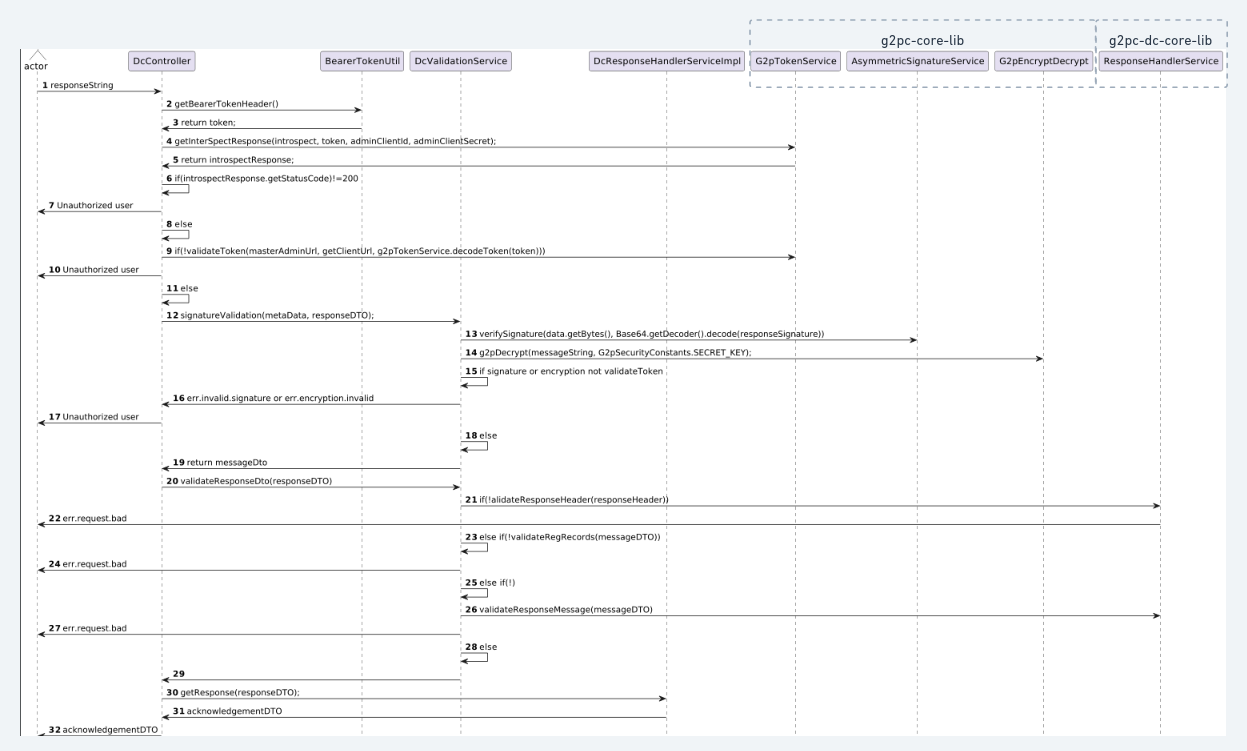 g2pc-core-lib
g2pc-dc-core-lib
actor
DcController
BearerTokenUtil
DcValidationService
DcResponseHandlerServiceImpl
G2pTokenService
AsymmetricSignatureService
G2pEncryptDecrypt
ResponseHandlerService
1 responseString
2 getBearerTokenHeader()
3 return token;
4 getInterSpectResponse(introspect, token, adminClientId, adminClientSecret);
5 return introspectResponse;
6 if(introspectResponse.getStatusCode)!=200
7 Unauthorized user
8 else
9 if(!validateToken(masterAdminUrl, getClientUrl, g2pTokenService.decodeToken(token)))
10 Unauthorized user
11 else
12 signatureValidation(metaData, responseDTO);
13 verifySignature(data.getBytes(), Base64.getDecoder().decode(responseSignature))
14 g2pDecrypt(messageString, G2pSecurityConstants.SECRET_KEY);
15 if signature or encryption not validateToken
16 err.invalid.signature or err.encryption.invalid
17 Unauthorized user
18 else
19 return messageDto
20 validateResponseDto(responseDTO)
21 if(!alidateResponseHeader(responseHeader))
22 err.request.bad
23 else if(!validateRegRecords(messageDTO))
24 err.request.bad
25 else if(!)
26 validateResponseMessage(messageDTO)
27 err.request.bad
28 else
29
30 getResponse(responseDTO);
31 acknowledgementDTO
32 acknowledgementDTO